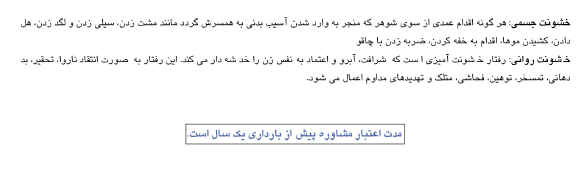 خشونت جسمی: هر گونه اقدام عمدی از سوی شوهر که منجر به وارد شدن آسیب بدنی به همسرش گردد مانند مشت زدن، سیلی زدن و لگد زدن، هل
دادن، کشیدن موها، اقدام به خفه کردن، ضربه زدن با چاقو
خشونت روانی: رفتار خشونت آمیزی است که شرافت، آبرو و اعتماد به نفس زن را خدشه دار می کند. این رفتار به صورت انتقاد ناروا، تحقیر، بد
دهانی، تمسخر، توهین، فحاشی، متلک و تهدیدهای مداوم اعمال می شود.
مدت اعتبار مشاوره پیش از بارداری یک سال است.